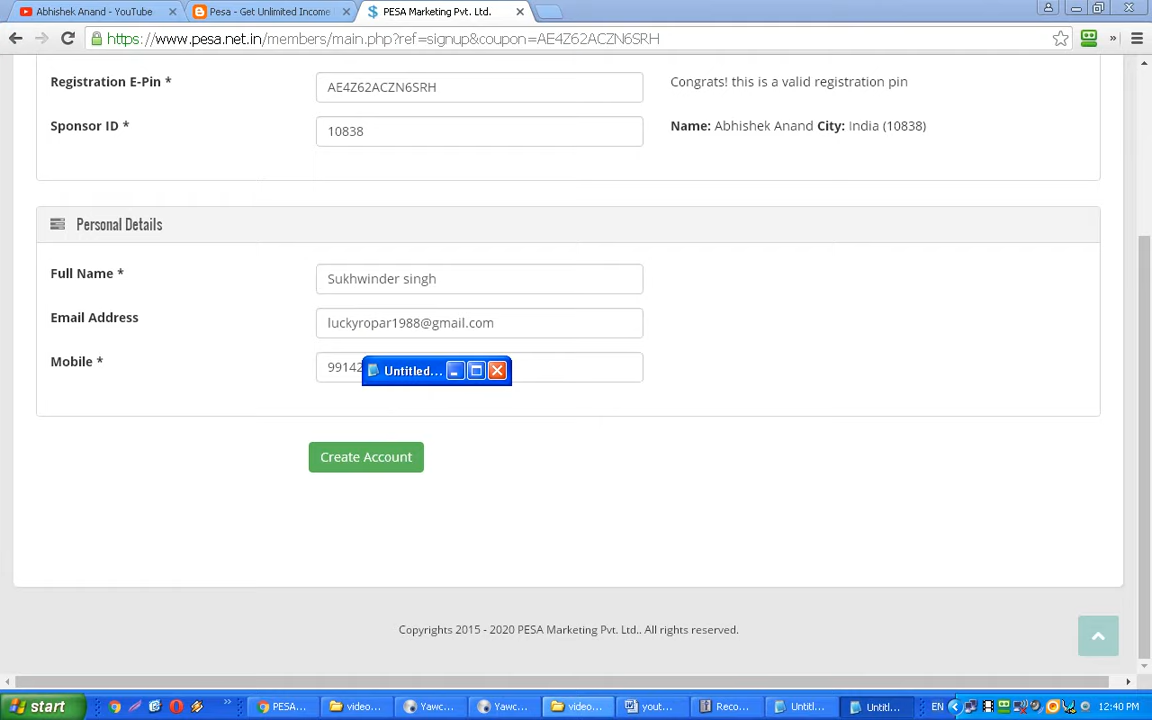 Abhishek Anand - YouTube
Pesa - Get Unlimited Income
PESA Marketing Pvt. Ltd.
https://www.pesa.net.in/members/main.php?ref=signup&coupon=AE4Z62ACZN6SRH
Registration E-Pin *
AE4Z62ACZN6SRH
Congrats! this is a valid registration pin
Sponsor ID *
10838
Name: Abhishek Anand City: India (10838)
Personal Details
Full Name *
Sukhwinder singh
Email Address
luckyropar1988@gmail.com
Mobile *
99142
Untitled...
Create Account
Copyrights 2015 - 2020 PESA Marketing Pvt. Ltd.. All rights reserved.
start
PESA...
video...
Yawc...
Yawc...
video...
yout...
Reco...
Untitl...
Untitl...
EN
12:40 PM